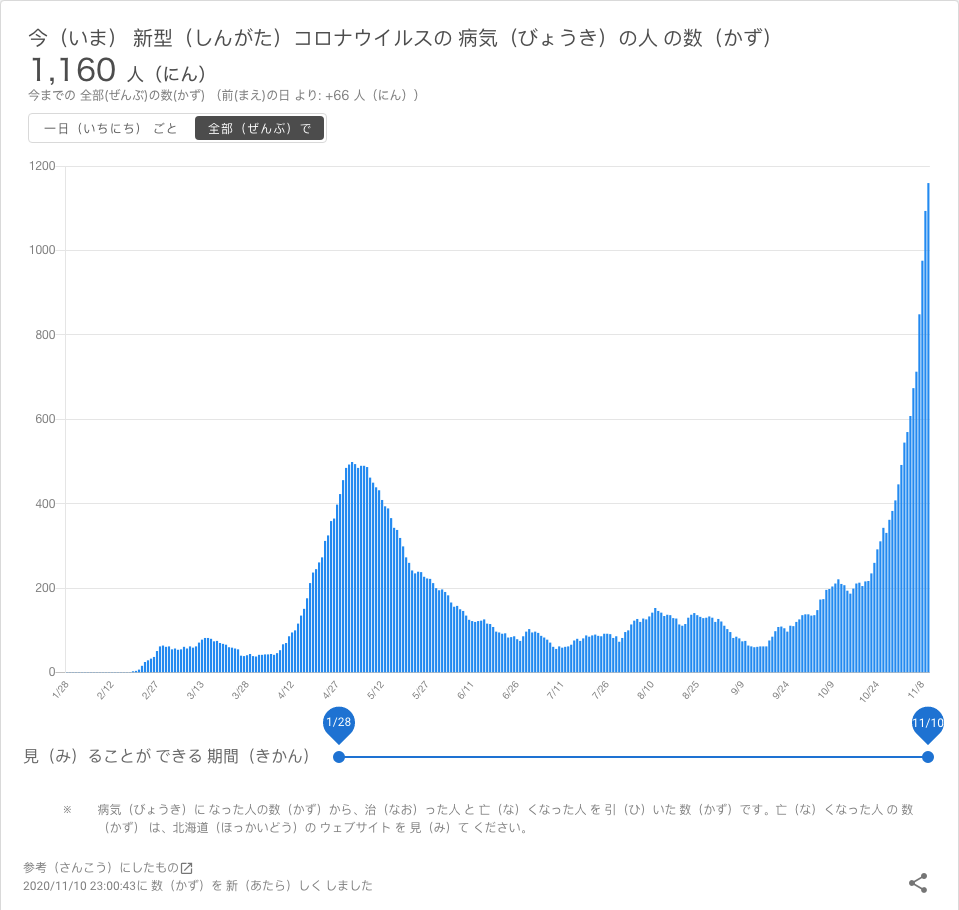 今（いま） 新型（しんがた）コロナウイルスの 病気（びょうき）の人 の数（かず）
1,160 人（にん）
今までの 全部(ぜんぶ)の数(かず) （前(まえ)の日 より: +66 人（にん））
一日（いちにち） ごと 全部（ぜんぶ）で
1200
1000
800
600
400
200
0
1/28 2/12 2/27 3/13 3/28 4/12 4/27 5/12 5/27 6/11 6/26 7/11 7/26 8/10 8/25 9/9 9/24 10/9 10/24 11/8
1/28 11/10
見（み）ることが できる 期間（きかん）
※ 病気（びょうき）に なった人の数（かず）から、治（なお）った人 と 亡（な）くなった人 を 引（ひ）いた 数（かず）です。亡（な）くなった人 の 数
（かず） は、北海道（ほっかいどう）の ウェブサイト を 見（み）て ください。
参考（さんこう）にしたもの
2020/11/10 23:00:43に 数（かず）を 新（あたら）しく しました